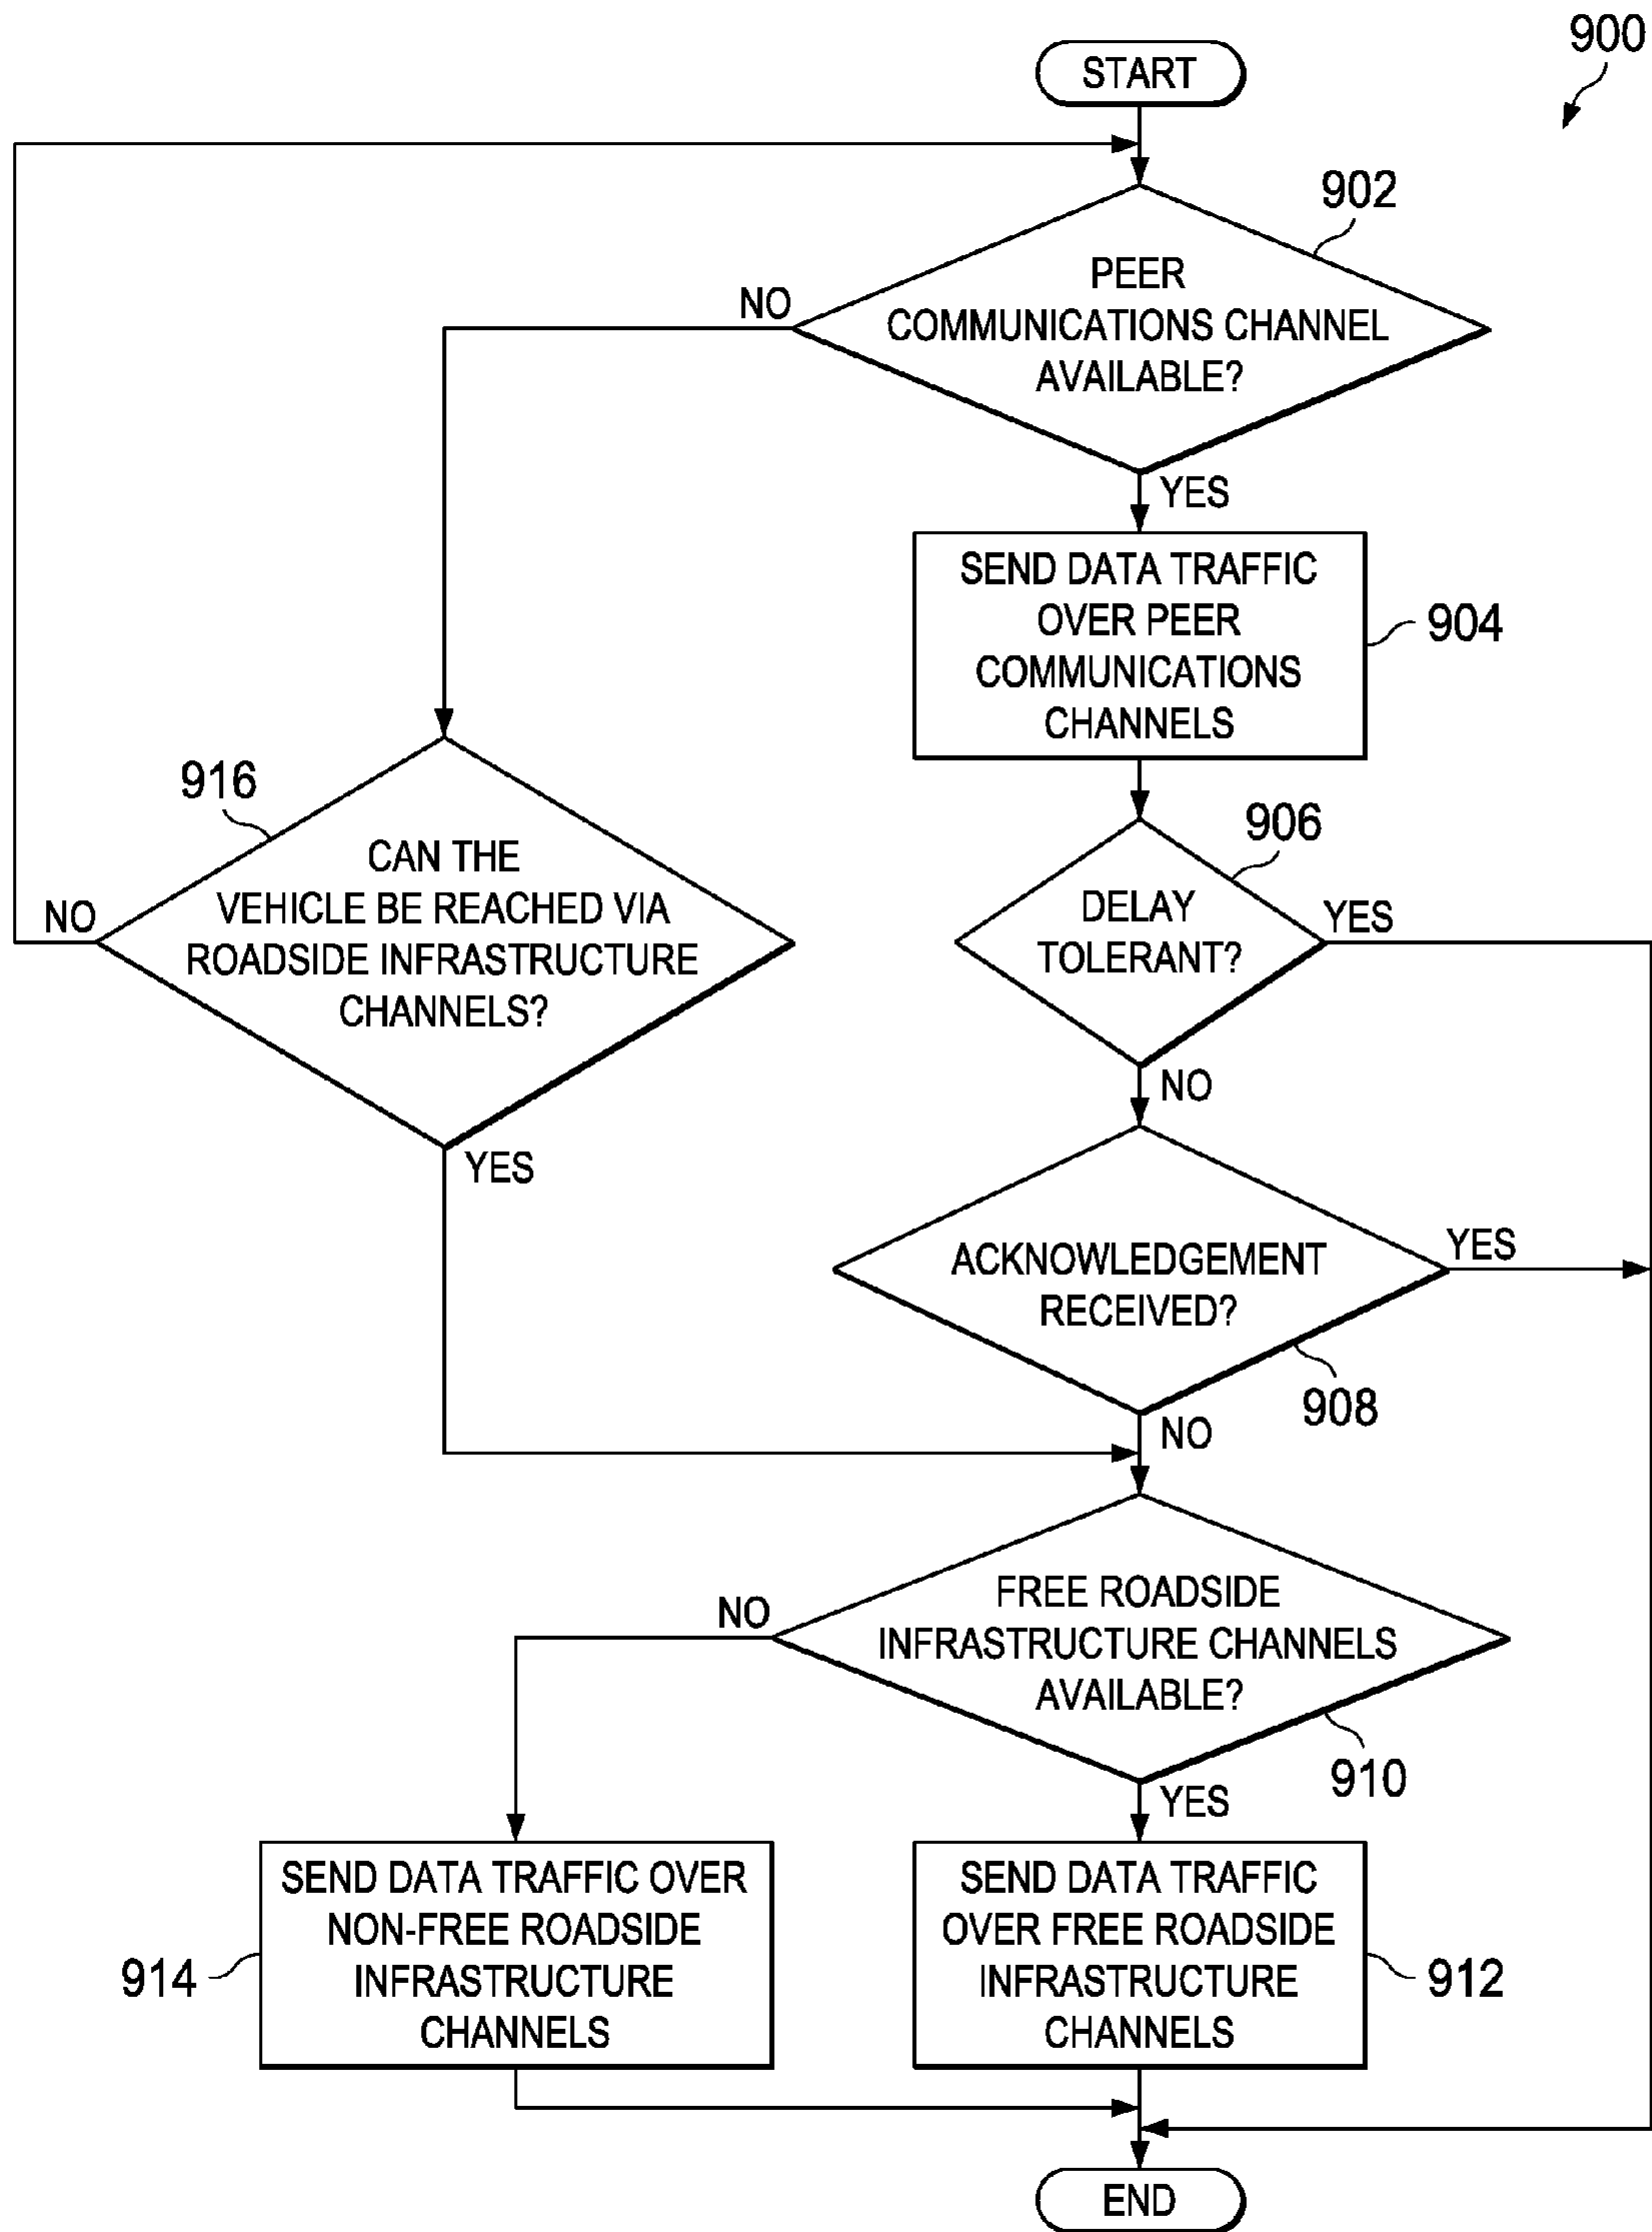 900
START
902
PEER
COMMUNICATIONS CHANNEL
AVAILABLE?
NO
YES
SEND DATA TRAFFIC
OVER PEER
COMMUNICATIONS
CHANNELS
904
916
CAN THE
VEHICLE BE REACHED VIA
ROADSIDE INFRASTRUCTURE
CHANNELS?
NO
YES
906
DELAY
TOLERANT?
YES
NO
ACKNOWLEDGEMENT
RECEIVED?
YES
908
NO
FREE ROADSIDE
INFRASTRUCTURE CHANNELS
AVAILABLE?
NO
910
YES
SEND DATA TRAFFIC OVER
NON-FREE ROADSIDE
INFRASTRUCTURE
CHANNELS
914
SEND DATA TRAFFIC
OVER FREE ROADSIDE
INFRASTRUCTURE
CHANNELS
912
END